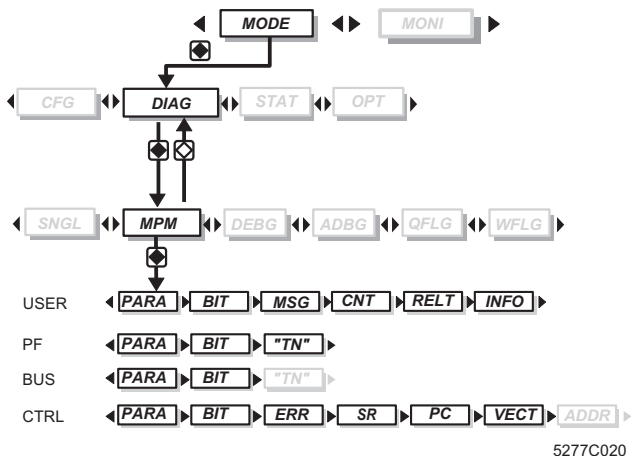 MODE MONI
CFG DIAG STAT OPT
SNGL MPM DEBG ADBG QFLG WFLG
USER PARA BIT MSG CNT RELT INFO
PF PARA BIT "TN"
BUS PARA BIT "TN"
CTRL PARA BIT ERR SR PC VECT ADDR
5277C020